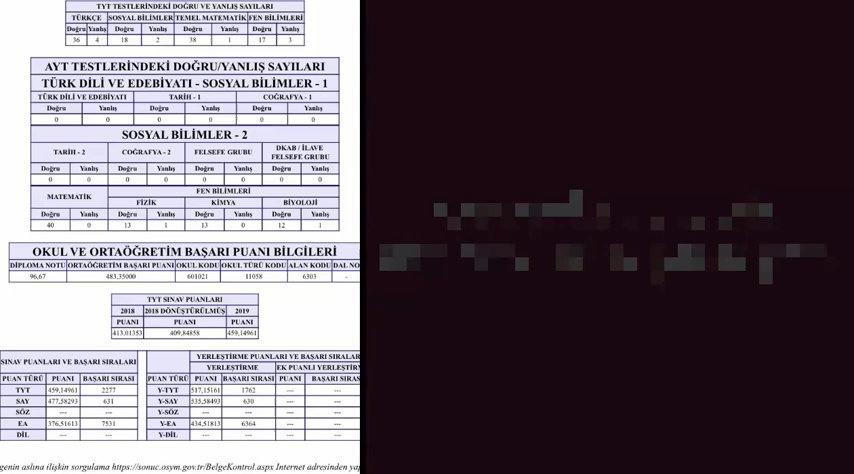 TYT TESTLERİNDEKİ DOĞRU VE YANLIŞ SAYILARI
TÜRKÇE SOSYAL BİLİMLER TEMEL MATEMATİK FEN BİLİMLERİ
Doğru Yanlış Doğru Yanlış Doğru Yanlış Doğru Yanlış
36 4 18 2 38 1 17 3
AYT TESTLERİNDEKİ DOĞRU/YANLIŞ SAYILARI
TÜRK DİLİ VE EDEBİYATI - SOSYAL BİLİMLER - 1
TÜRK DİLİ VE EDEBİYATI TARİH - 1 COĞRAFYA - 1
Doğru Yanlış Doğru Yanlış Doğru Yanlış
0 0 0 0 0 0
SOSYAL BİLİMLER - 2
TARİH - 2 COĞRAFYA - 2 FELSEFE GRUBU DKAB / İLAVE FELSEFE GRUBU
Doğru Yanlış Doğru Yanlış Doğru Yanlış Doğru Yanlış
0 0 0 0 0 0 0 0
MATEMATİK FEN BİLİMLERİ
FİZİK KİMYA BİYOLOJİ
Doğru Yanlış Doğru Yanlış Doğru Yanlış Doğru Yanlış
40 0 13 1 13 0 12 1
OKUL VE ORTAÖĞRETİM BAŞARI PUANI BİLGİLERİ
DİPLOMA NOTU ORTAÖĞRETİM BAŞARI PUANI OKUL KODU OKUL TÜRÜ KODU ALAN KODU DAL NO
96,67 483,35000 601021 11058 6303 -
TYT SINAV PUANLARI
2018 2018 DÖNÜŞTÜRÜLMÜŞ 2019
PUANI PUANI PUANI
413,01353 409,84858 459,14961
SINAV PUANLARI VE BAŞARI SIRALARI
PUAN TÜRÜ PUANI BAŞARI SIRASI
TYT 459,14961 2277
SAY 477,58293 631
SÖZ --- ---
EA 376,51613 7531
DİL --- ---
YERLEŞTİRME PUANLARI VE BAŞARI SIRALAR
YERLEŞTİRME EK PUANLI YERLEŞTİR
PUAN TÜRÜ PUANI BAŞARI SIRASI PUANI BAŞARI SIRAS
Y-TYT 517,15161 1762 --- ---
Y-SAY 535,58493 630 --- ---
Y-SÖZ --- --- --- ---
Y-EA 434,51813 6364 --- ---
Y-DİL --- --- --- ---
genin aslına ilişkin sorgulama https://sonuc.osym.gov.tr/BelgeKontrol.aspx Internet adresinden yap